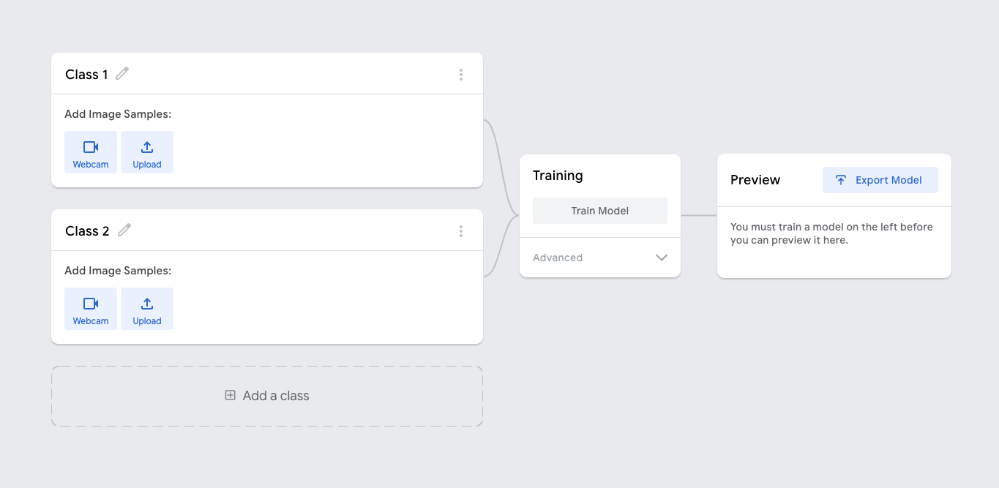 Class 1
Add Image Samples:
Webcam
Upload
Class 2
Add Image Samples:
Webcam
Upload
Add a class
Training
Train Model
Advanced
Preview
Export Model
You must train a model on the left before
you can preview it here.